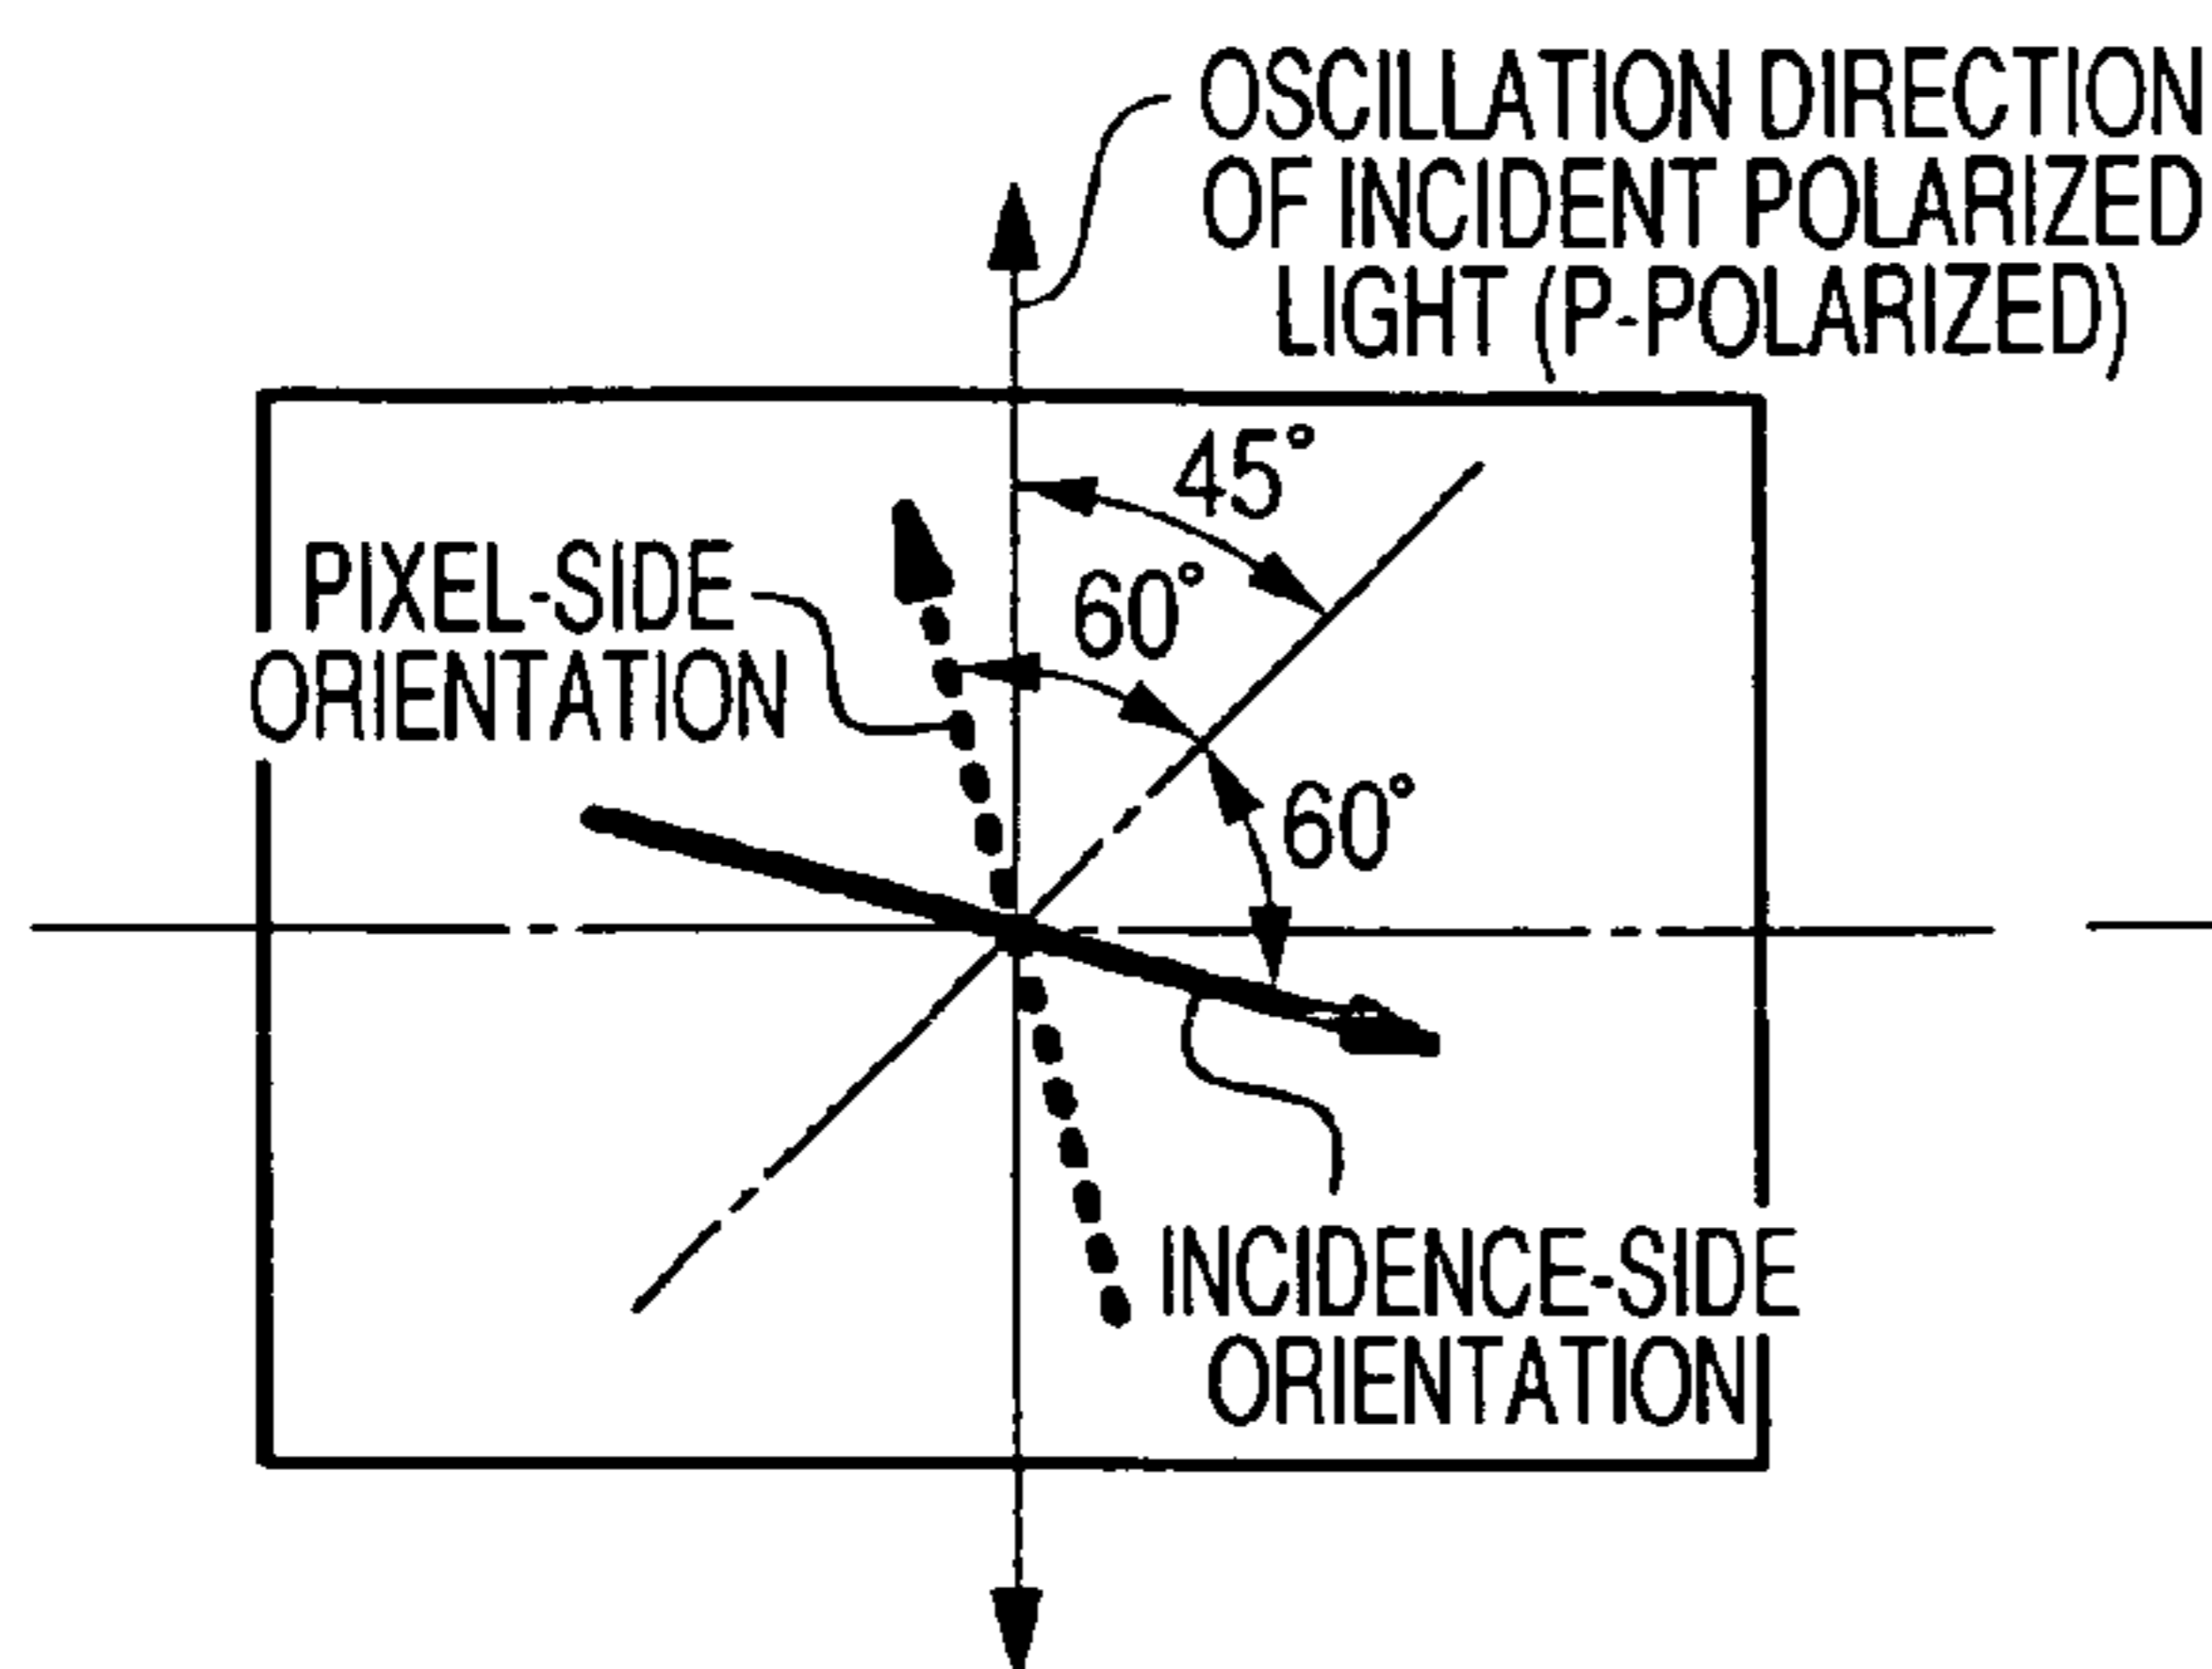 OSCILLATION DIRECTION
OF INCIDENT POLARIZED
LIGHT (P-POLARIZED)
45°
60°
PIXEL-SIDE
ORIENTATION
60°
INCIDENCE-SIDE
ORIENTATION